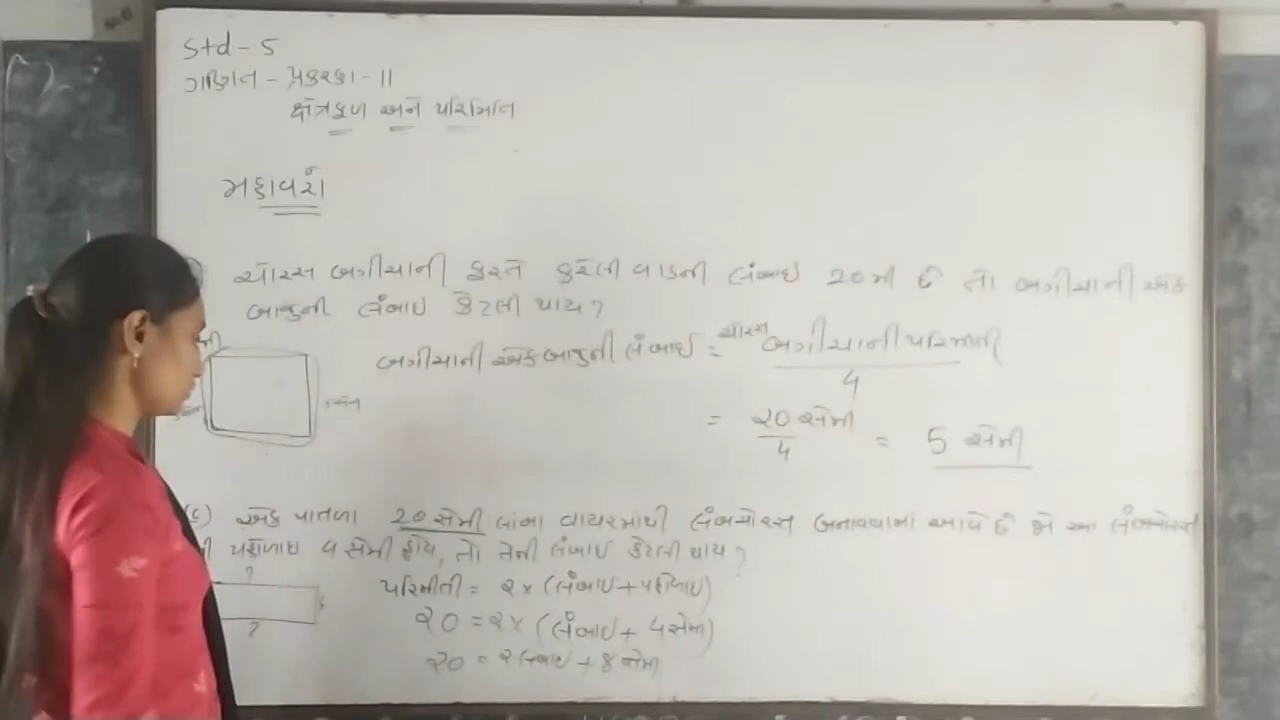 Std - 5
ગણિત - પ્રકરણ - 11
ક્ષેત્રફળ અને પરિમિતિ
મહાવરો
ચોરસ બગીચાની ફરતે કરેલી વાડની લંબાઇ 20 મી છે તો બગીચાની એક
બાજુની લંબાઇ કેટલી થાય?
બગીચાની એક બાજુની લંબાઇ = ચોરસ બગીચાની પરિમીતી
4
= 20 સેમી / 4 = 5 સેમી
(c) એક પાતળા 20 સેમી લાંબા વાયરમાંથી લંબચોરસ બનાવવામાં આવે છે જો આ લંબચોરસ
ની પહોળાઇ 4 સેમી હોય, તો તેની લંબાઇ કેટલી થાય?
?
?
પરિમીતી = 2 × (લંબાઇ + પહોળાઇ)
20 = 2 × (લંબાઇ + 4 સેમી)
20 = 2 લંબાઇ + 8 સેમી